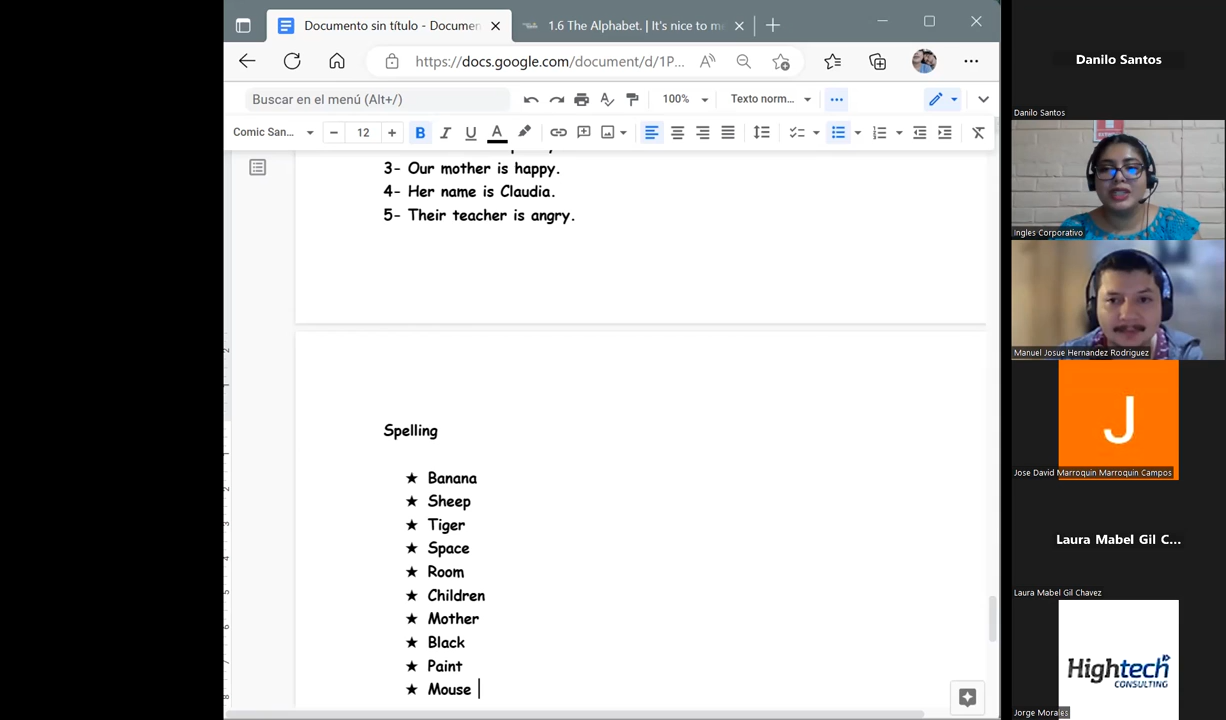 Documento sin título - Documen
1.6 The Alphabet. | It's nice to me
https://docs.google.com/document/d/1P...
Buscar en el menú (Alt+/)
100%
Texto norm...
Comic San...
12
3- Our mother is happy.
4- Her name is Claudia.
5- Their teacher is angry.
Spelling
★ Banana
★ Sheep
★ Tiger
★ Space
★ Room
★ Children
★ Mother
★ Black
★ Paint
★ Mouse
Danilo Santos
Danilo Santos
Ingles Corporativo
Manuel Josue Hernandez Rodriguez
J
Jose David Marroquin Marroquin Campos
Laura Mabel Gil C...
Laura Mabel Gil Chavez
Hightech
CONSULTING
Jorge Morales